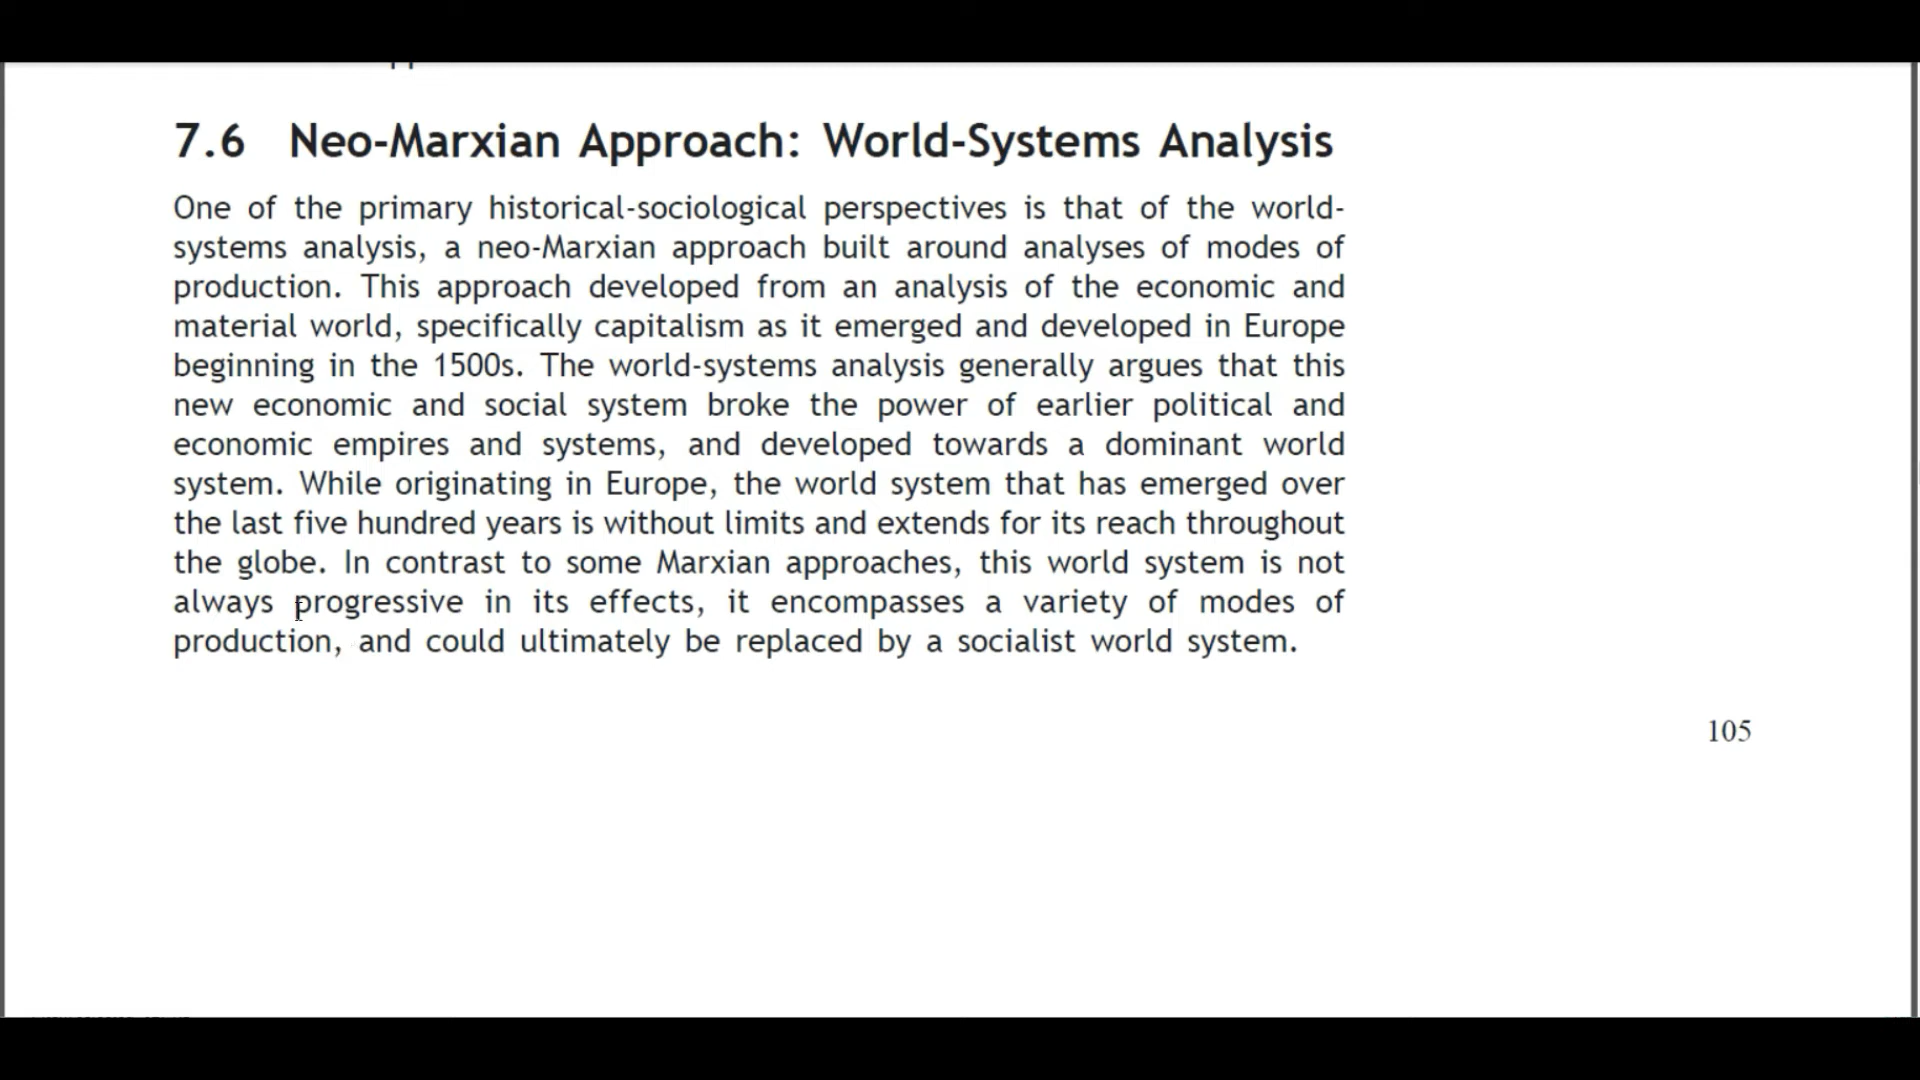 7.6 Neo-Marxian Approach: World-Systems Analysis
One of the primary historical-sociological perspectives is that of the world-
systems analysis, a neo-Marxian approach built around analyses of modes of
production. This approach developed from an analysis of the economic and
material world, specifically capitalism as it emerged and developed in Europe
beginning in the 1500s. The world-systems analysis generally argues that this
new economic and social system broke the power of earlier political and
economic empires and systems, and developed towards a dominant world
system. While originating in Europe, the world system that has emerged over
the last five hundred years is without limits and extends for its reach throughout
the globe. In contrast to some Marxian approaches, this world system is not
always progressive in its effects, it encompasses a variety of modes of
production, and could ultimately be replaced by a socialist world system.
105